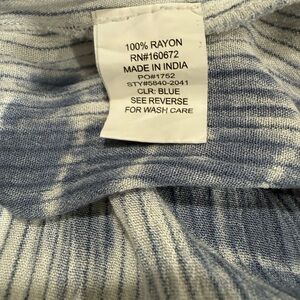 100% RAYON
RN#160672
MADE IN INDIA
PO#1752
STY#5840-2041
CLR: BLUE
SEE REVERSE
FOR WASH CARE